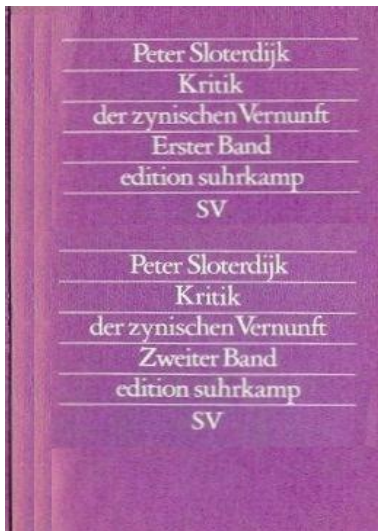 Peter Sloterdijk
Kritik
der zynischen Vernunft
Erster Band
edition suhrkamp
SV
Peter Sloterdijk
Kritik
der zynischen Vernunft
Zweiter Band
edition suhrkamp
SV